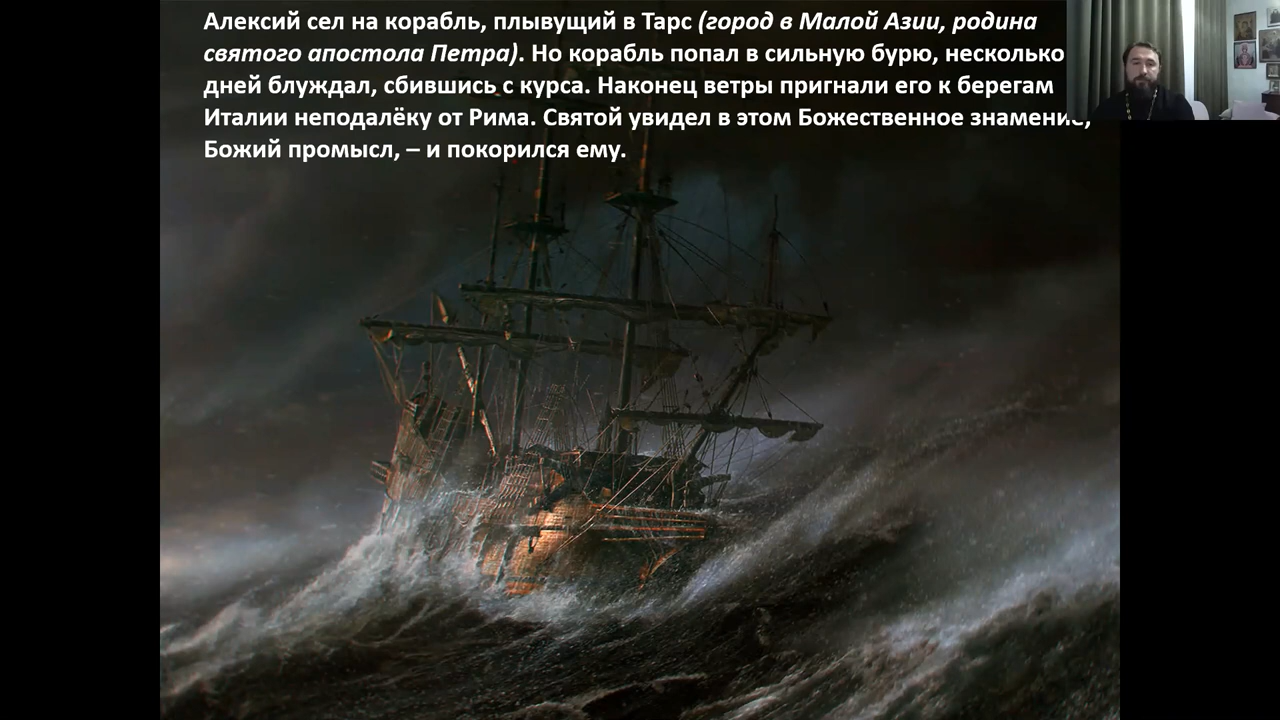 Алексий сел на корабль, плывущий в Тарс (город в Малой Азии, родина
святого апостола Петра). Но корабль попал в сильную бурю, несколько
дней блуждал, сбившись с курса. Наконец ветры пригнали его к берегам
Италии неподалёку от Рима. Святой увидел в этом Божественное знамение,
Божий промысл, – и покорился ему.